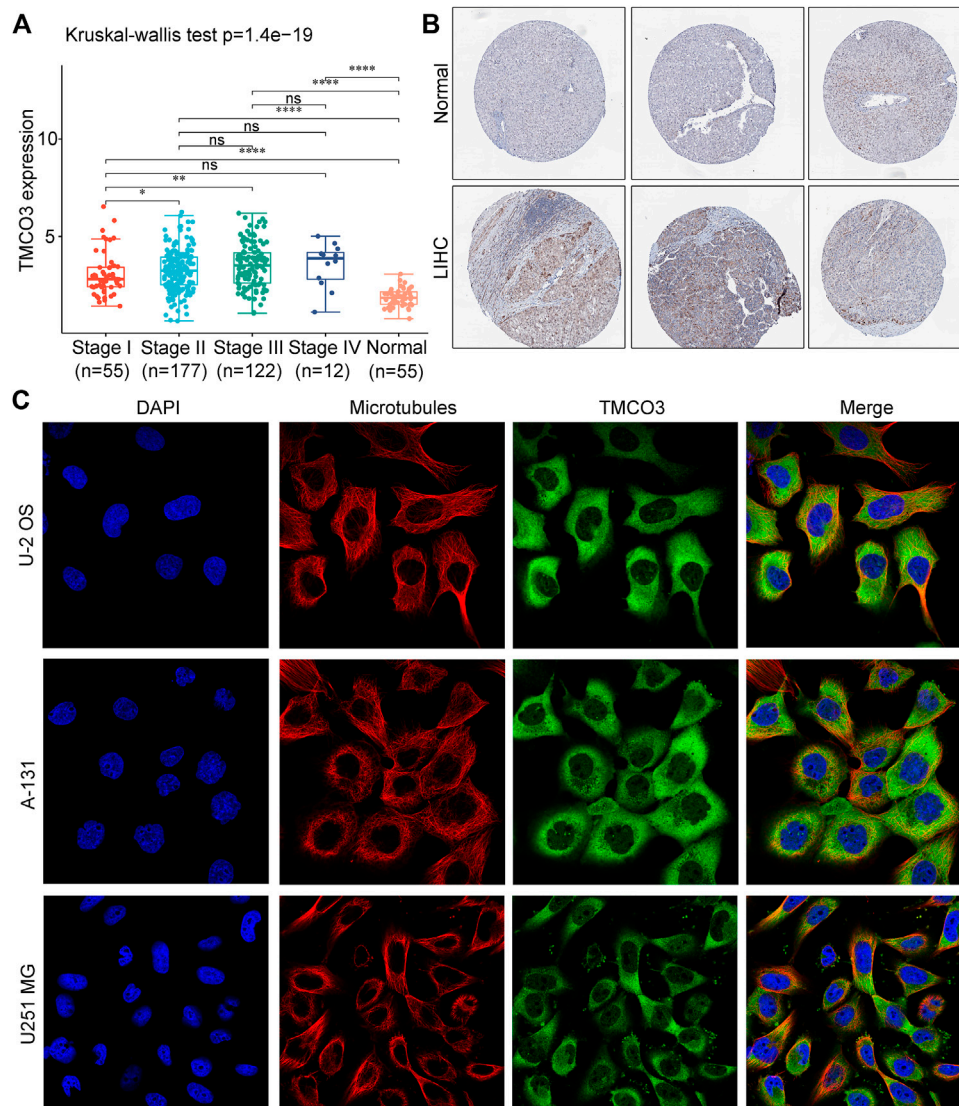 A
Kruskal-wallis test p=1.4e−19
****
****
ns
****
ns
ns
****
ns
**
*
TMCO3 expression
10
5
Stage I
(n=55)
Stage II
(n=177)
Stage III
(n=122)
Stage IV
(n=12)
Normal
(n=55)
B
Normal
LIHC
C
DAPI
Microtubules
TMCO3
Merge
U-2 OS
A-131
U251 MG